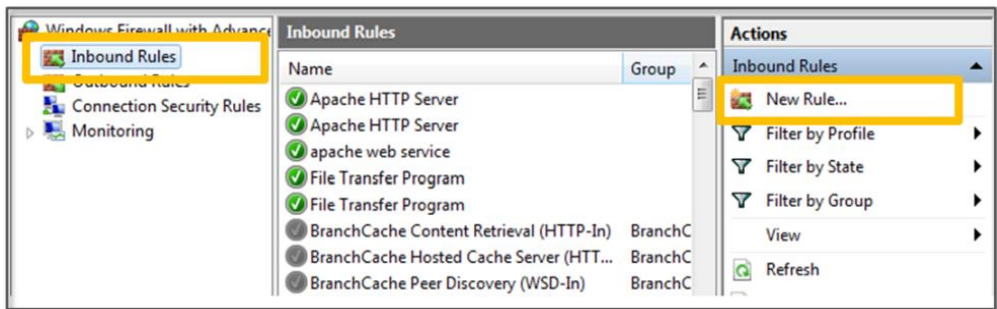 Windows Firewall with Advance
Inbound Rules
Outbound Rules
Connection Security Rules
Monitoring
Inbound Rules
Name
Group
Apache HTTP Server
Apache HTTP Server
apache web service
File Transfer Program
File Transfer Program
BranchCache Content Retrieval (HTTP-In) BranchC
BranchCache Hosted Cache Server (HTT... BranchC
BranchCache Peer Discovery (WSD-In) BranchC
Actions
Inbound Rules
New Rule...
Filter by Profile
Filter by State
Filter by Group
View
Refresh